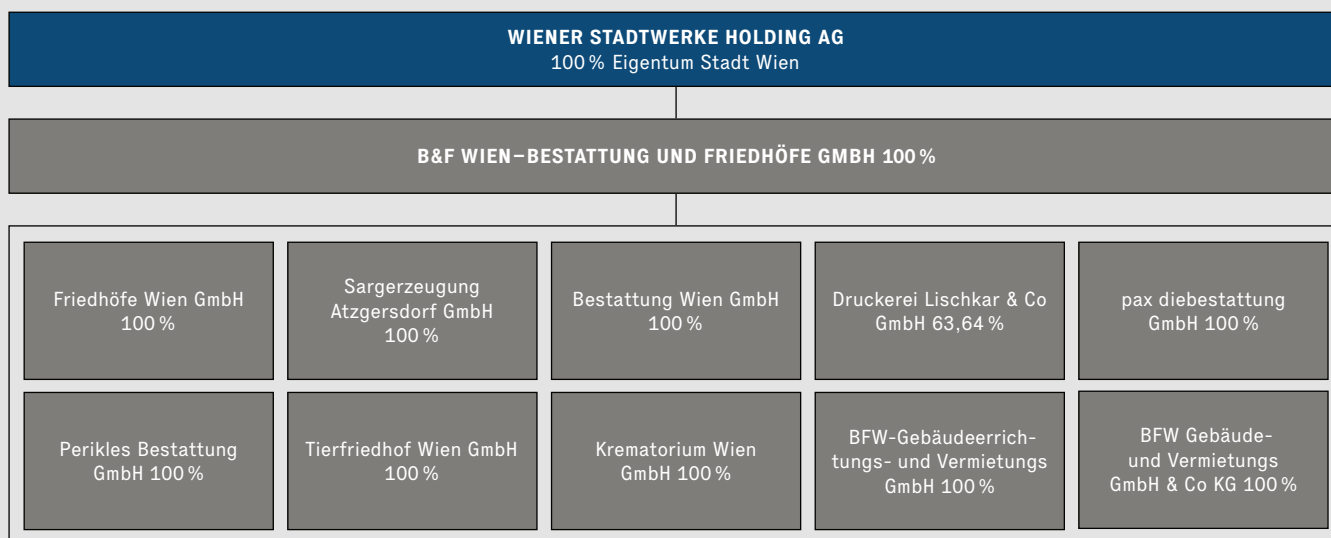 WIENER STADTWERKE HOLDING AG
100 % Eigentum Stadt Wien
B&F WIEN–BESTATTUNG UND FRIEDHÖFE GMBH 100 %
Friedhöfe Wien GmbH
100 %
Sargerzeugung
Atzgersdorf GmbH
100 %
Bestattung Wien GmbH
100 %
Druckerei Lischkar & Co
GmbH 63,64 %
pax diebestattung
GmbH 100 %
Perikles Bestattung
GmbH 100 %
Tierfriedhof Wien GmbH
100 %
Krematorium Wien
GmbH 100 %
BFW-Gebäudeerrich-
tungs- und Vermietungs
GmbH 100 %
BFW Gebäude-
und Vermietungs
GmbH & Co KG 100 %